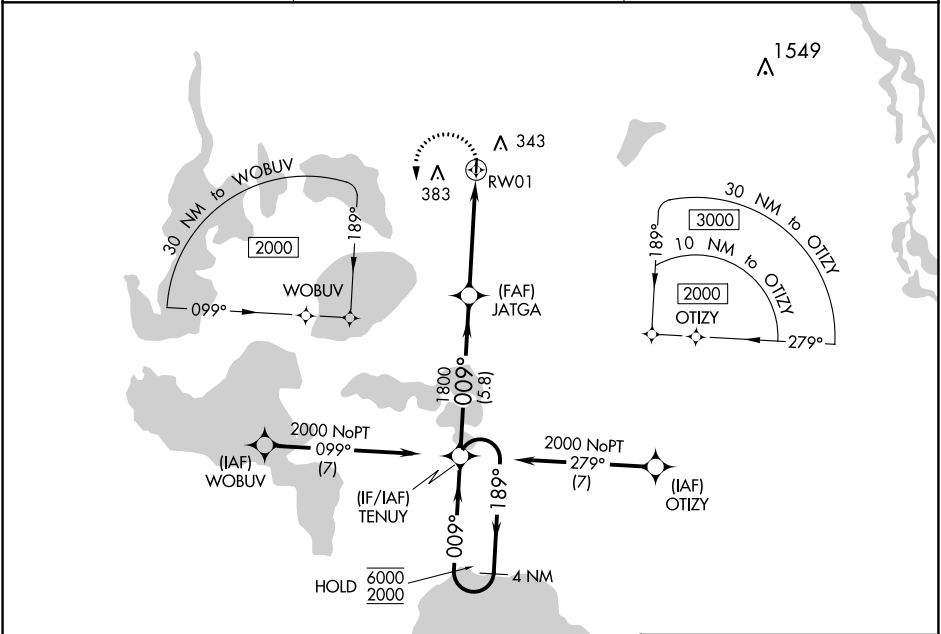 1549
343
383
RW01
30 NM to WOBUV
2000
189°
WOBUV
099°
30 NM to OTIZY
3000
10 NM to OTIZY
189°
2000
OTIZY
279°
(FAF)
JATGA
1800
009°
(5.8)
2000 NoPT
099°
(7)
(IAF)
WOBUV
2000 NoPT
279°
(7)
(IAF)
OTIZY
(IF/IAF)
TENUY
009°
189°
HOLD
6000
2000
4 NM